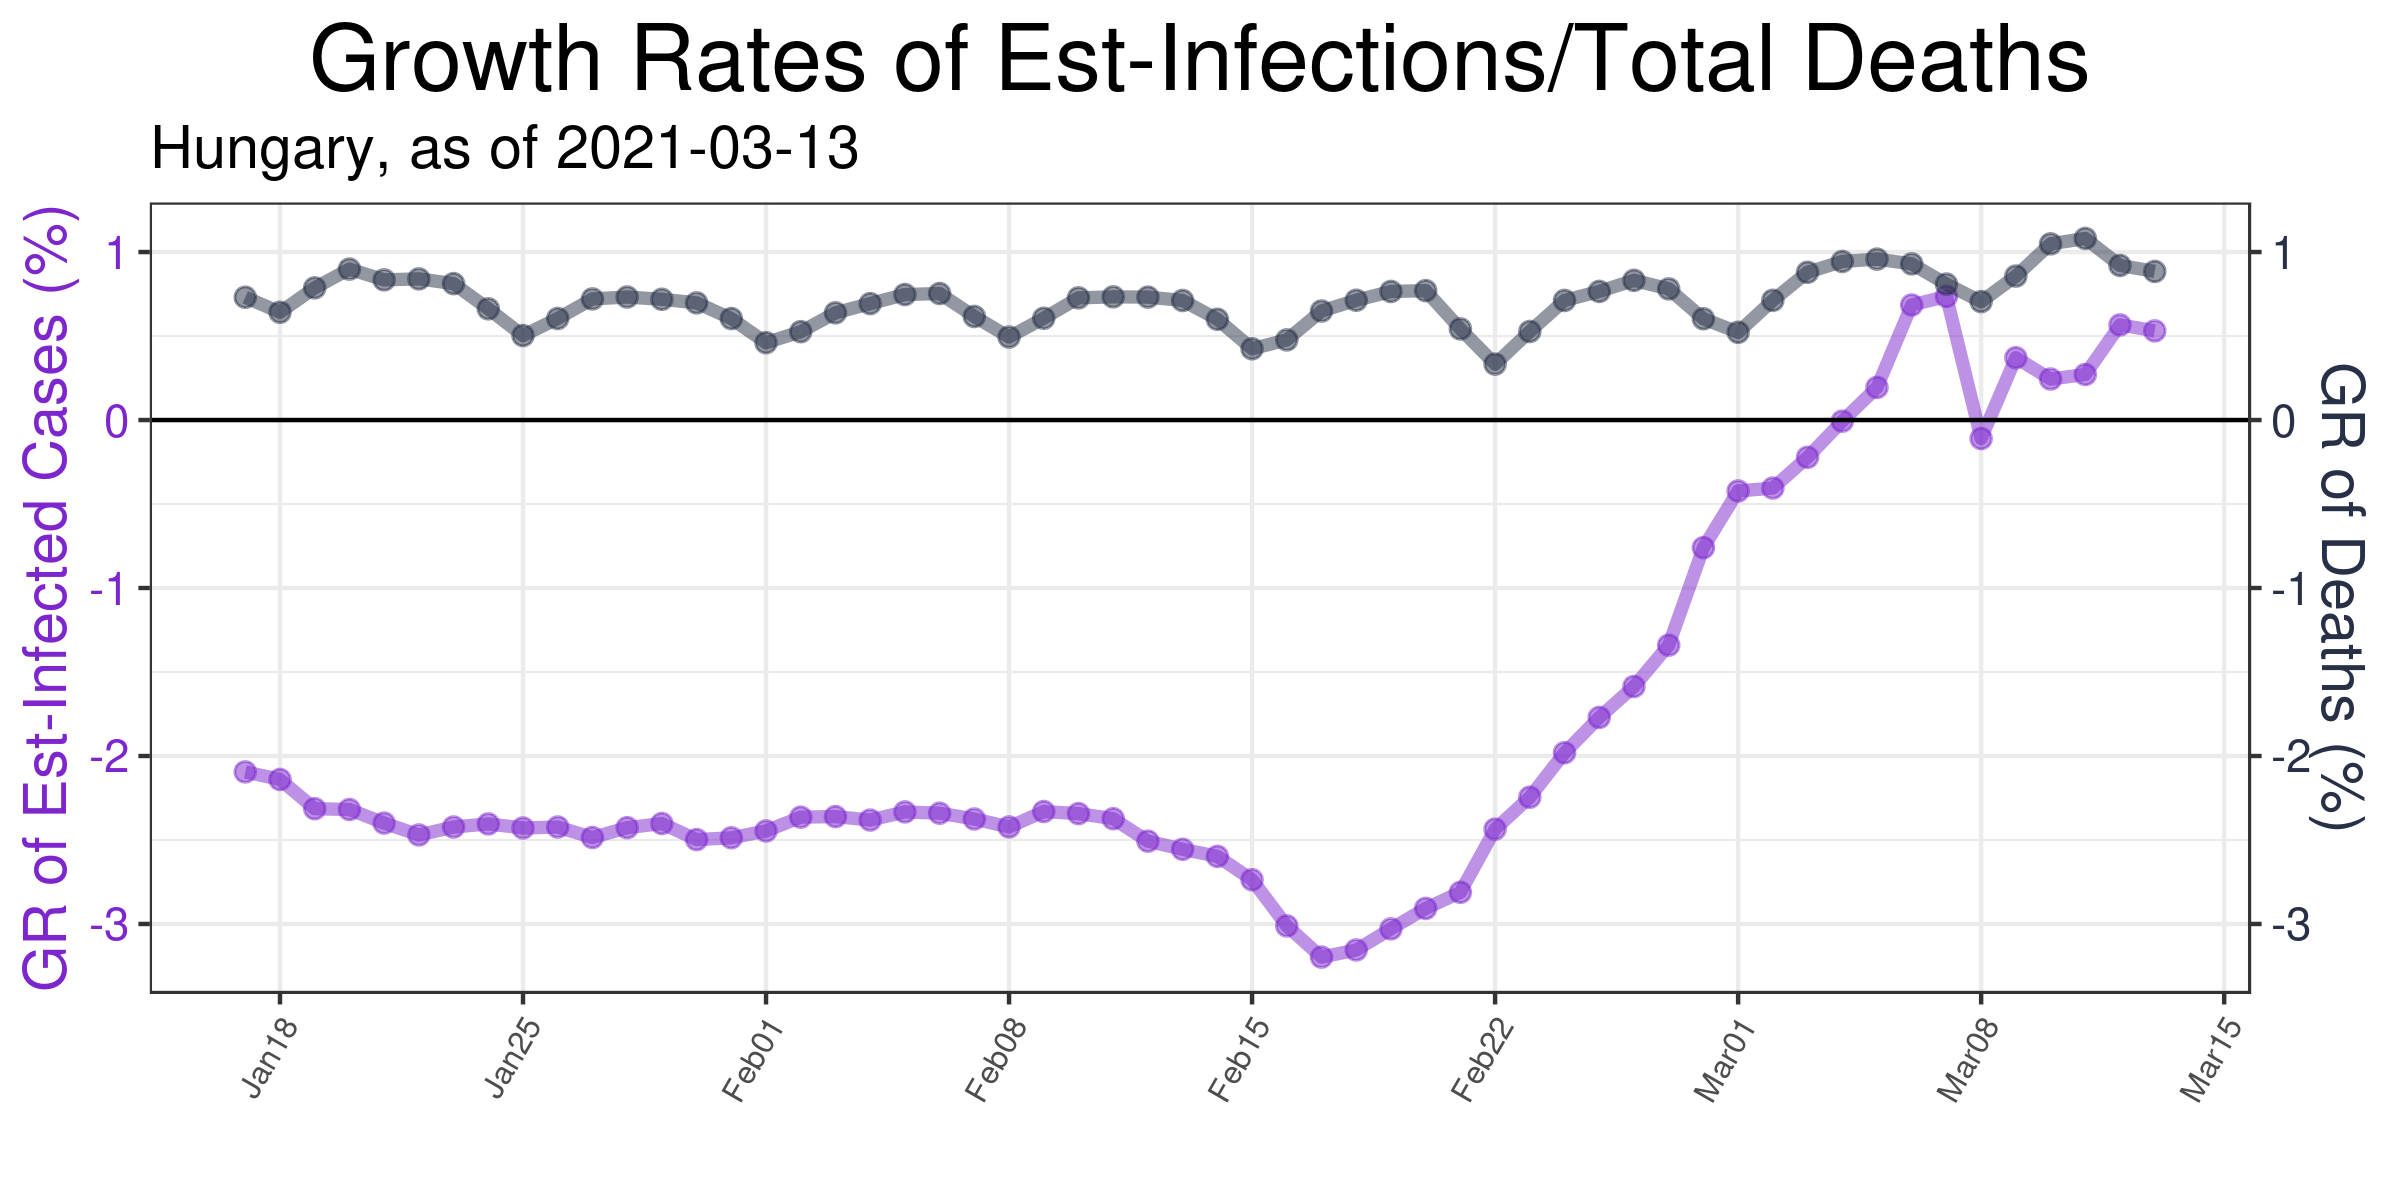 Growth Rates of Est-Infections/Total Deaths
Hungary, as of 2021-03-13
GR of Est-Infected Cases (%)
1
0
-1
-2
-3
1
0
-1
-2
-3
GR of Deaths (%)
Jan18
Jan25
Feb01
Feb08
Feb15
Feb22
Mar01
Mar08
Mar15